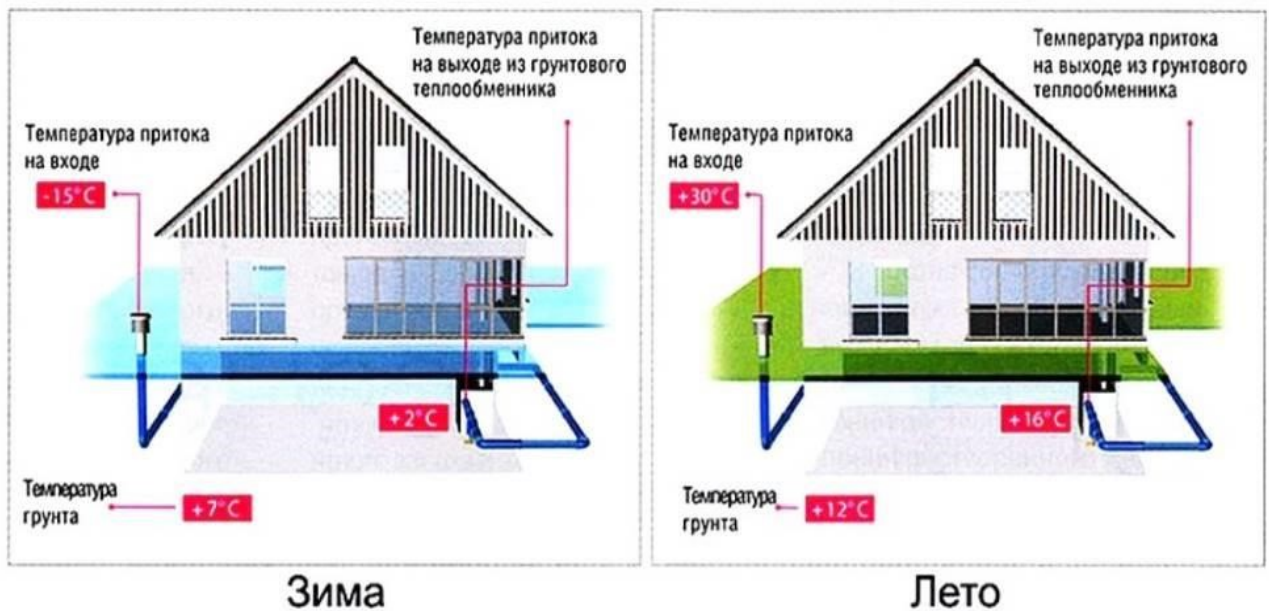 Температура притока
на выходе из грунтового
теплообменника
Температура притока
на входе
-15°C
+2°C
Температура
грунта
+7°C
Зима
Температура притока
на выходе из грунтового
теплообменника
Температура притока
на входе
+30°C
+16°C
Температура
грунта
+12°C
Лето